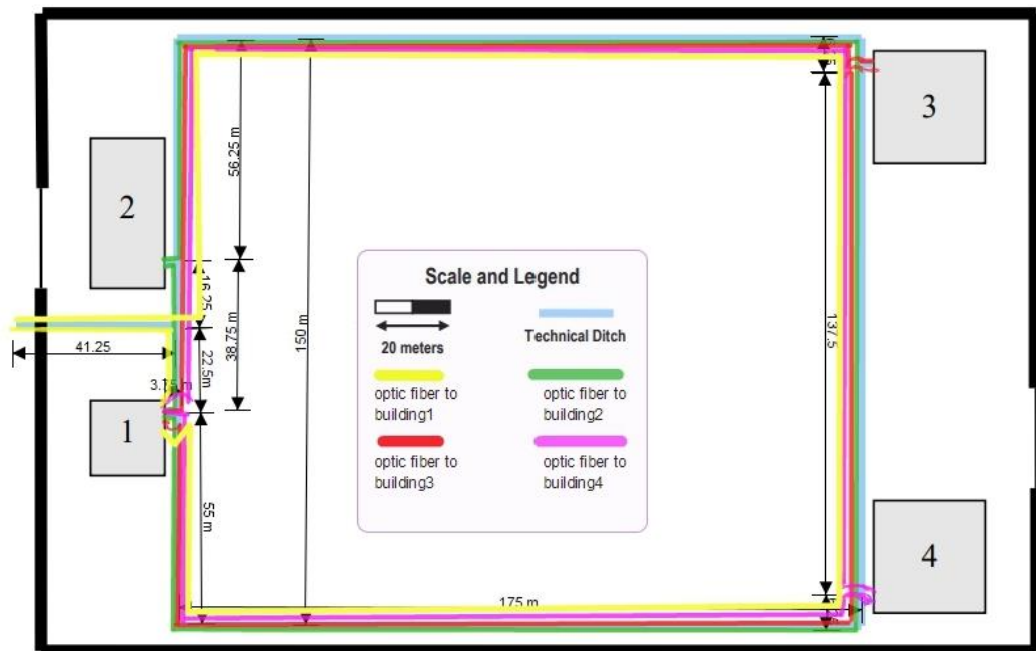 3
56.25 m
2
16.25
38.75 m
150 m
137.5
41.25
22.5m
1
55 m
175 m
4
Scale and Legend
20 meters
Technical Ditch
optic fiber to
building1
optic fiber to
building2
optic fiber to
building3
optic fiber to
building4